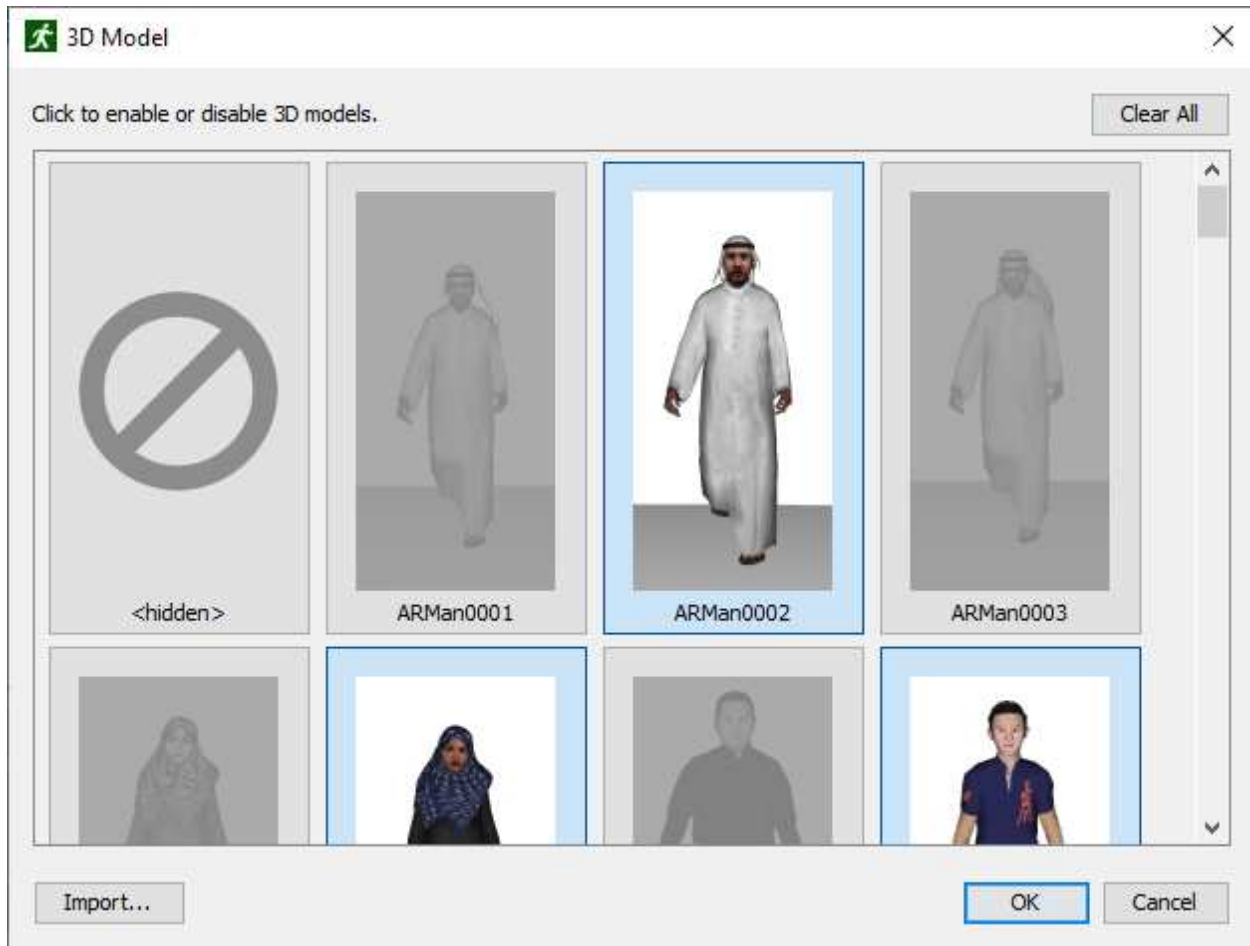 3D Model
Click to enable or disable 3D models.
Clear All
<hidden>
ARMan0001
ARMan0002
ARMan0003
Import...
OK
Cancel